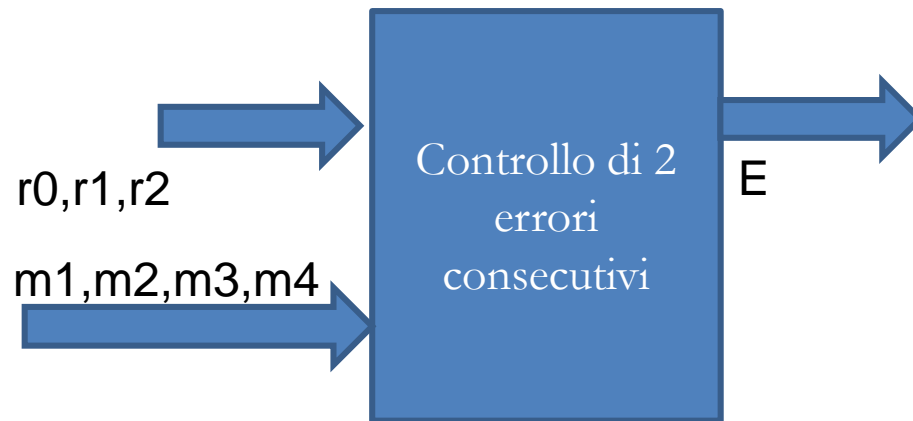 r0,r1,r2
m1,m2,m3,m4
Controllo di 2
errori
consecutivi
E